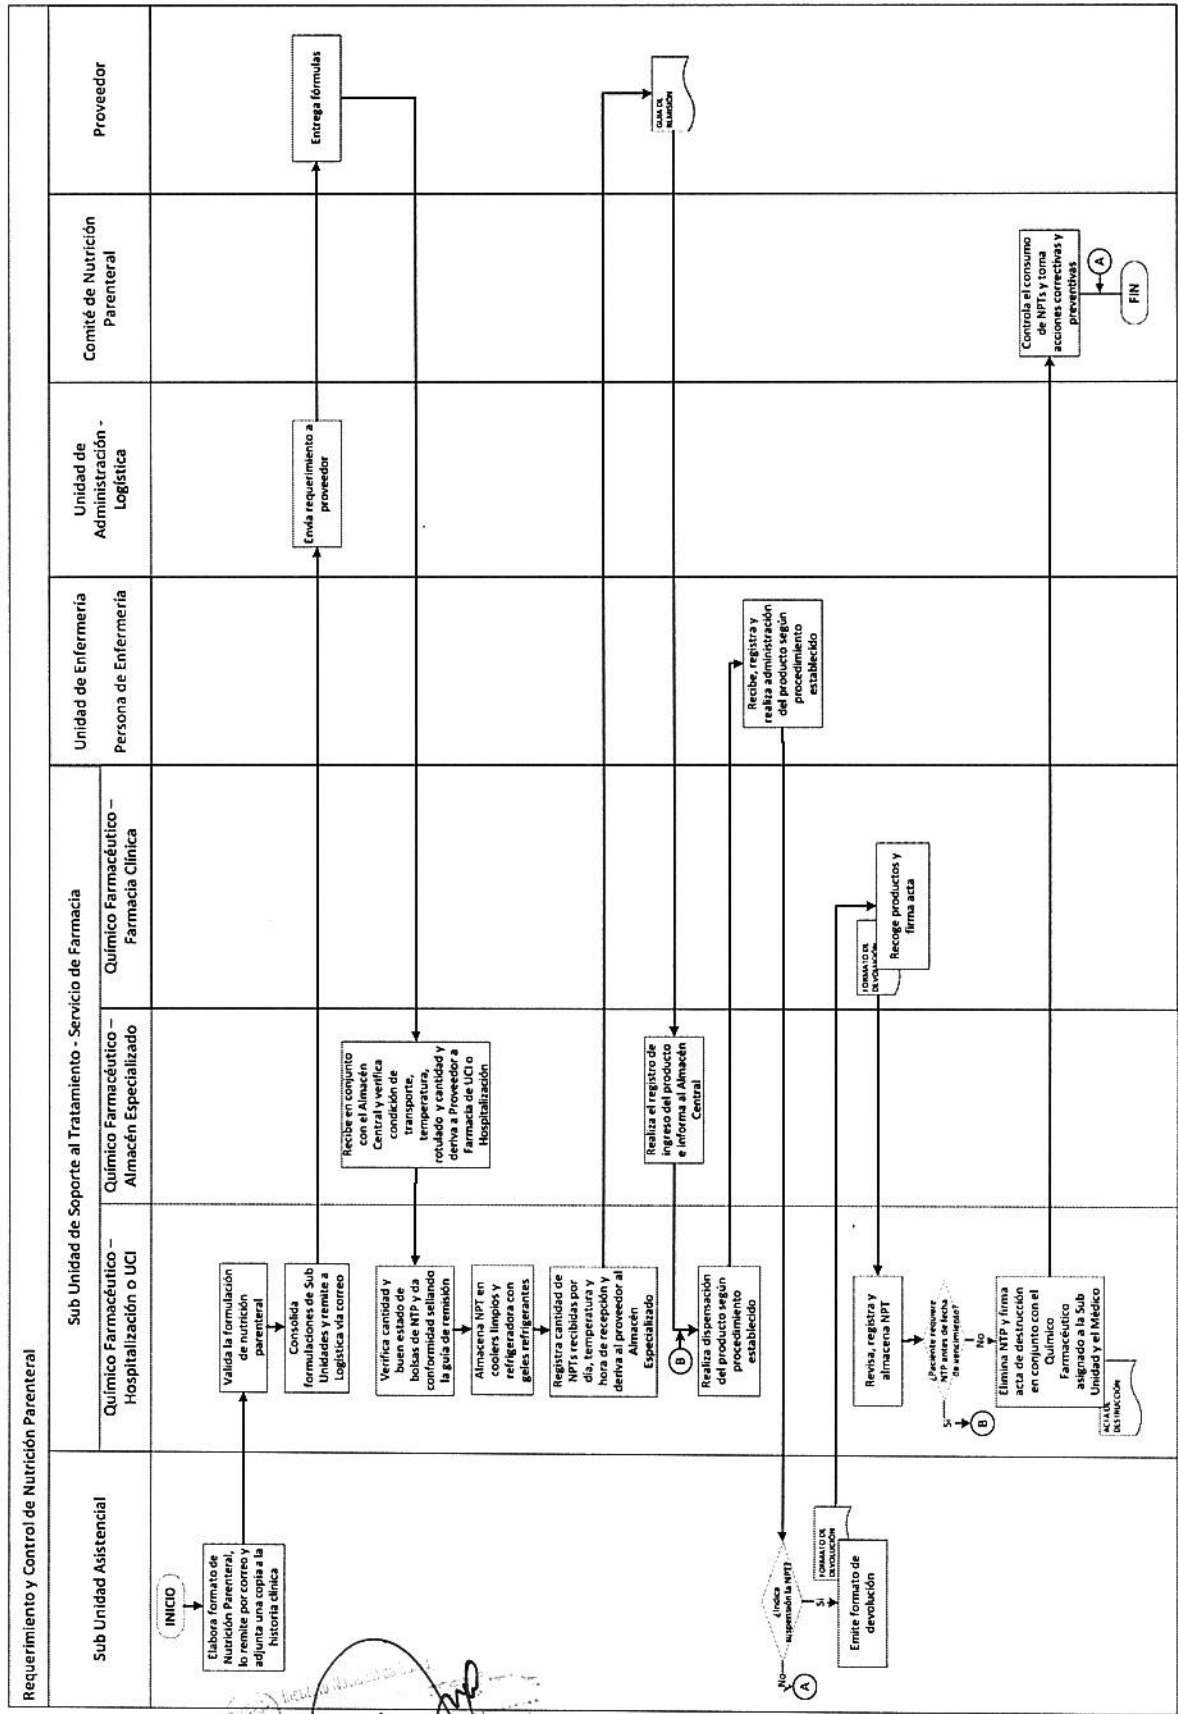 Requerimiento y Control de Nutrición Parenteral
Sub Unidad Asistencial
Sub Unidad de Soporte al Tratamiento - Servicio de Farmacia
Químico Farmacéutico –
Hospitalización o UCI
Químico Farmacéutico –
Almacén Especializado
Químico Farmacéutico –
Farmacia Clínica
Unidad de Enfermería
Persona de Enfermería
Unidad de
Administración -
Logística
Comité de Nutrición
Parenteral
Proveedor
INICIO
Elabora formato de
Nutrición Parenteral,
lo remite por correo y
adjunta una copia a la
historia clínica
Valida la formulación
de nutrición
parenteral
Consolida
formulaciones de Sub
Unidades y remite a
Logística vía correo
Envía requerimiento a
proveedor
Entrega fórmulas
Recibe en conjunto
con el Almacén
Central y verifica
condición de
transporte,
temperatura,
rotulado y cantidad y
deriva a Proveedor a
Farmacia de UCI o
Hospitalización
Verifica cantidad y
buen estado de
bolsas de NTP y da
conformidad sellando
la guía de remisión
Almacena NPT en
coolers limpios y
refrigeradora con
geles refrigerantes
Registra cantidad de
NPTs recibidas por
día, temperatura y
hora de recepción y
deriva al proveedor al
Almacén
Especializado
GUIA DE
REMISIÓN
Realiza el registro de
ingreso del producto
e informa al Almacén
Central
B
Realiza dispensación
del producto según
procedimiento
establecido
Recibe, registra y
realiza administración
del producto según
procedimiento
establecido
¿Indica
suspensión la NPT?
No
A
Si
Emite formato de
devolución
FORMATO DE
DEVOLUCIÓN
Recoge productos y
firma acta
FORMATO DE
DEVOLUCIÓN
Revisa, registra y
almacena NPT
¿Paciente requiere
NTP antes de fecha
de vencimiento?
Si
B
No
Elimina NTP y firma
acta de destrucción
en conjunto con el
Químico
Farmacéutico
asignado a la Sub
Unidad y el Médico
ACTA DE
DESTRUCCIÓN
Controla el consumo
de NPTs y toma
acciones correctivas y
preventivas
A
FIN